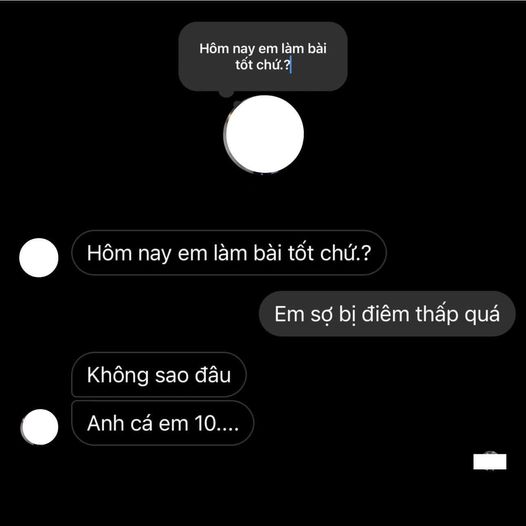 Hôm nay em làm bài
tốt chứ.?
Hôm nay em làm bài tốt chứ.?
Em sợ bị điêm thấp quá
Không sao đâu
Anh cá em 10....